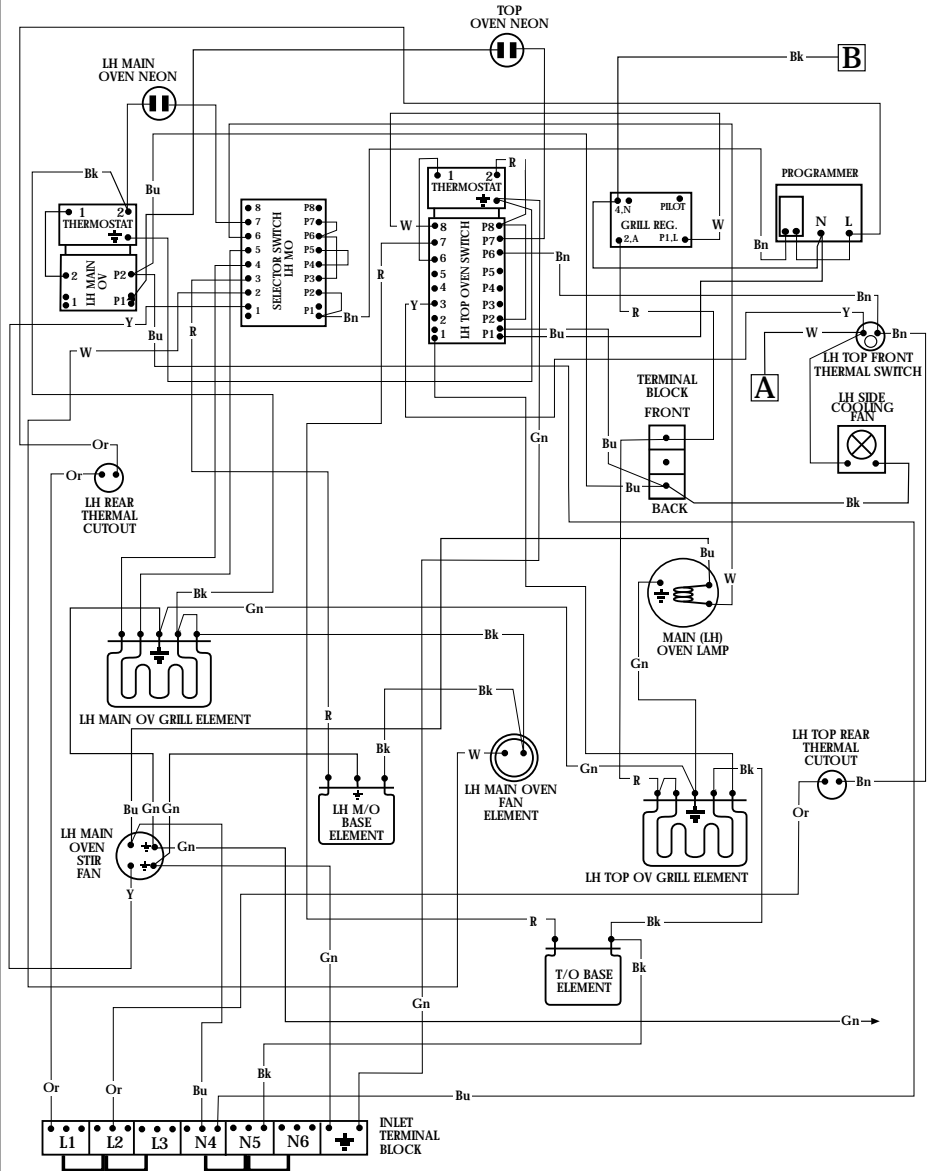 TOP
OVEN NEON
LH MAIN
OVEN NEON
Bk
B
Bk
Bu
1 2
THERMOSTAT
2
1
LH MAIN
OV
P2
P1
Y
Bu
W
R
8 P8
7 P7
6 P6
5 P5
4 P4
3 P3
2 P2
1 P1
SELECTOR SWITCH
LH MO
Bn
R
1 2
THERMOSTAT
R
W
8 P8
7 P7
6 P6
5 P5
4 P4
3 P3
2 P2
1 P1
LH TOP OVEN SWITCH
Y
Bn
Bu
4,N
PILOT
GRILL REG.
2,A
P1,L
W
R
PROGRAMMER
N L
Bn
Bn
Y
W
Bn
LH TOP FRONT
THERMAL SWITCH
A
LH SIDE
COOLING
FAN
Bk
TERMINAL
BLOCK
FRONT
BACK
Bu
Bu
Gn
Or
Or
LH REAR
THERMAL
CUTOUT
Bk
Gn
Bk
LH MAIN OV GRILL ELEMENT
Bu
W
MAIN (LH)
OVEN LAMP
Gn
R
Bk
Bk
W
LH MAIN OVEN
FAN
ELEMENT
LH M/O
BASE
ELEMENT
LH TOP REAR
THERMAL
CUTOUT
Bn
Or
Gn
R
Bk
LH TOP OV GRILL ELEMENT
Bu Gn Gn
LH MAIN
OVEN
STIR
FAN
Gn
Y
R
Bk
T/O BASE
ELEMENT
Bk
Gn
Gn
Gn
Or
Or
Bu
Bk
Bu
L1 L2 L3 N4 N5 N6
INLET
TERMINAL
BLOCK